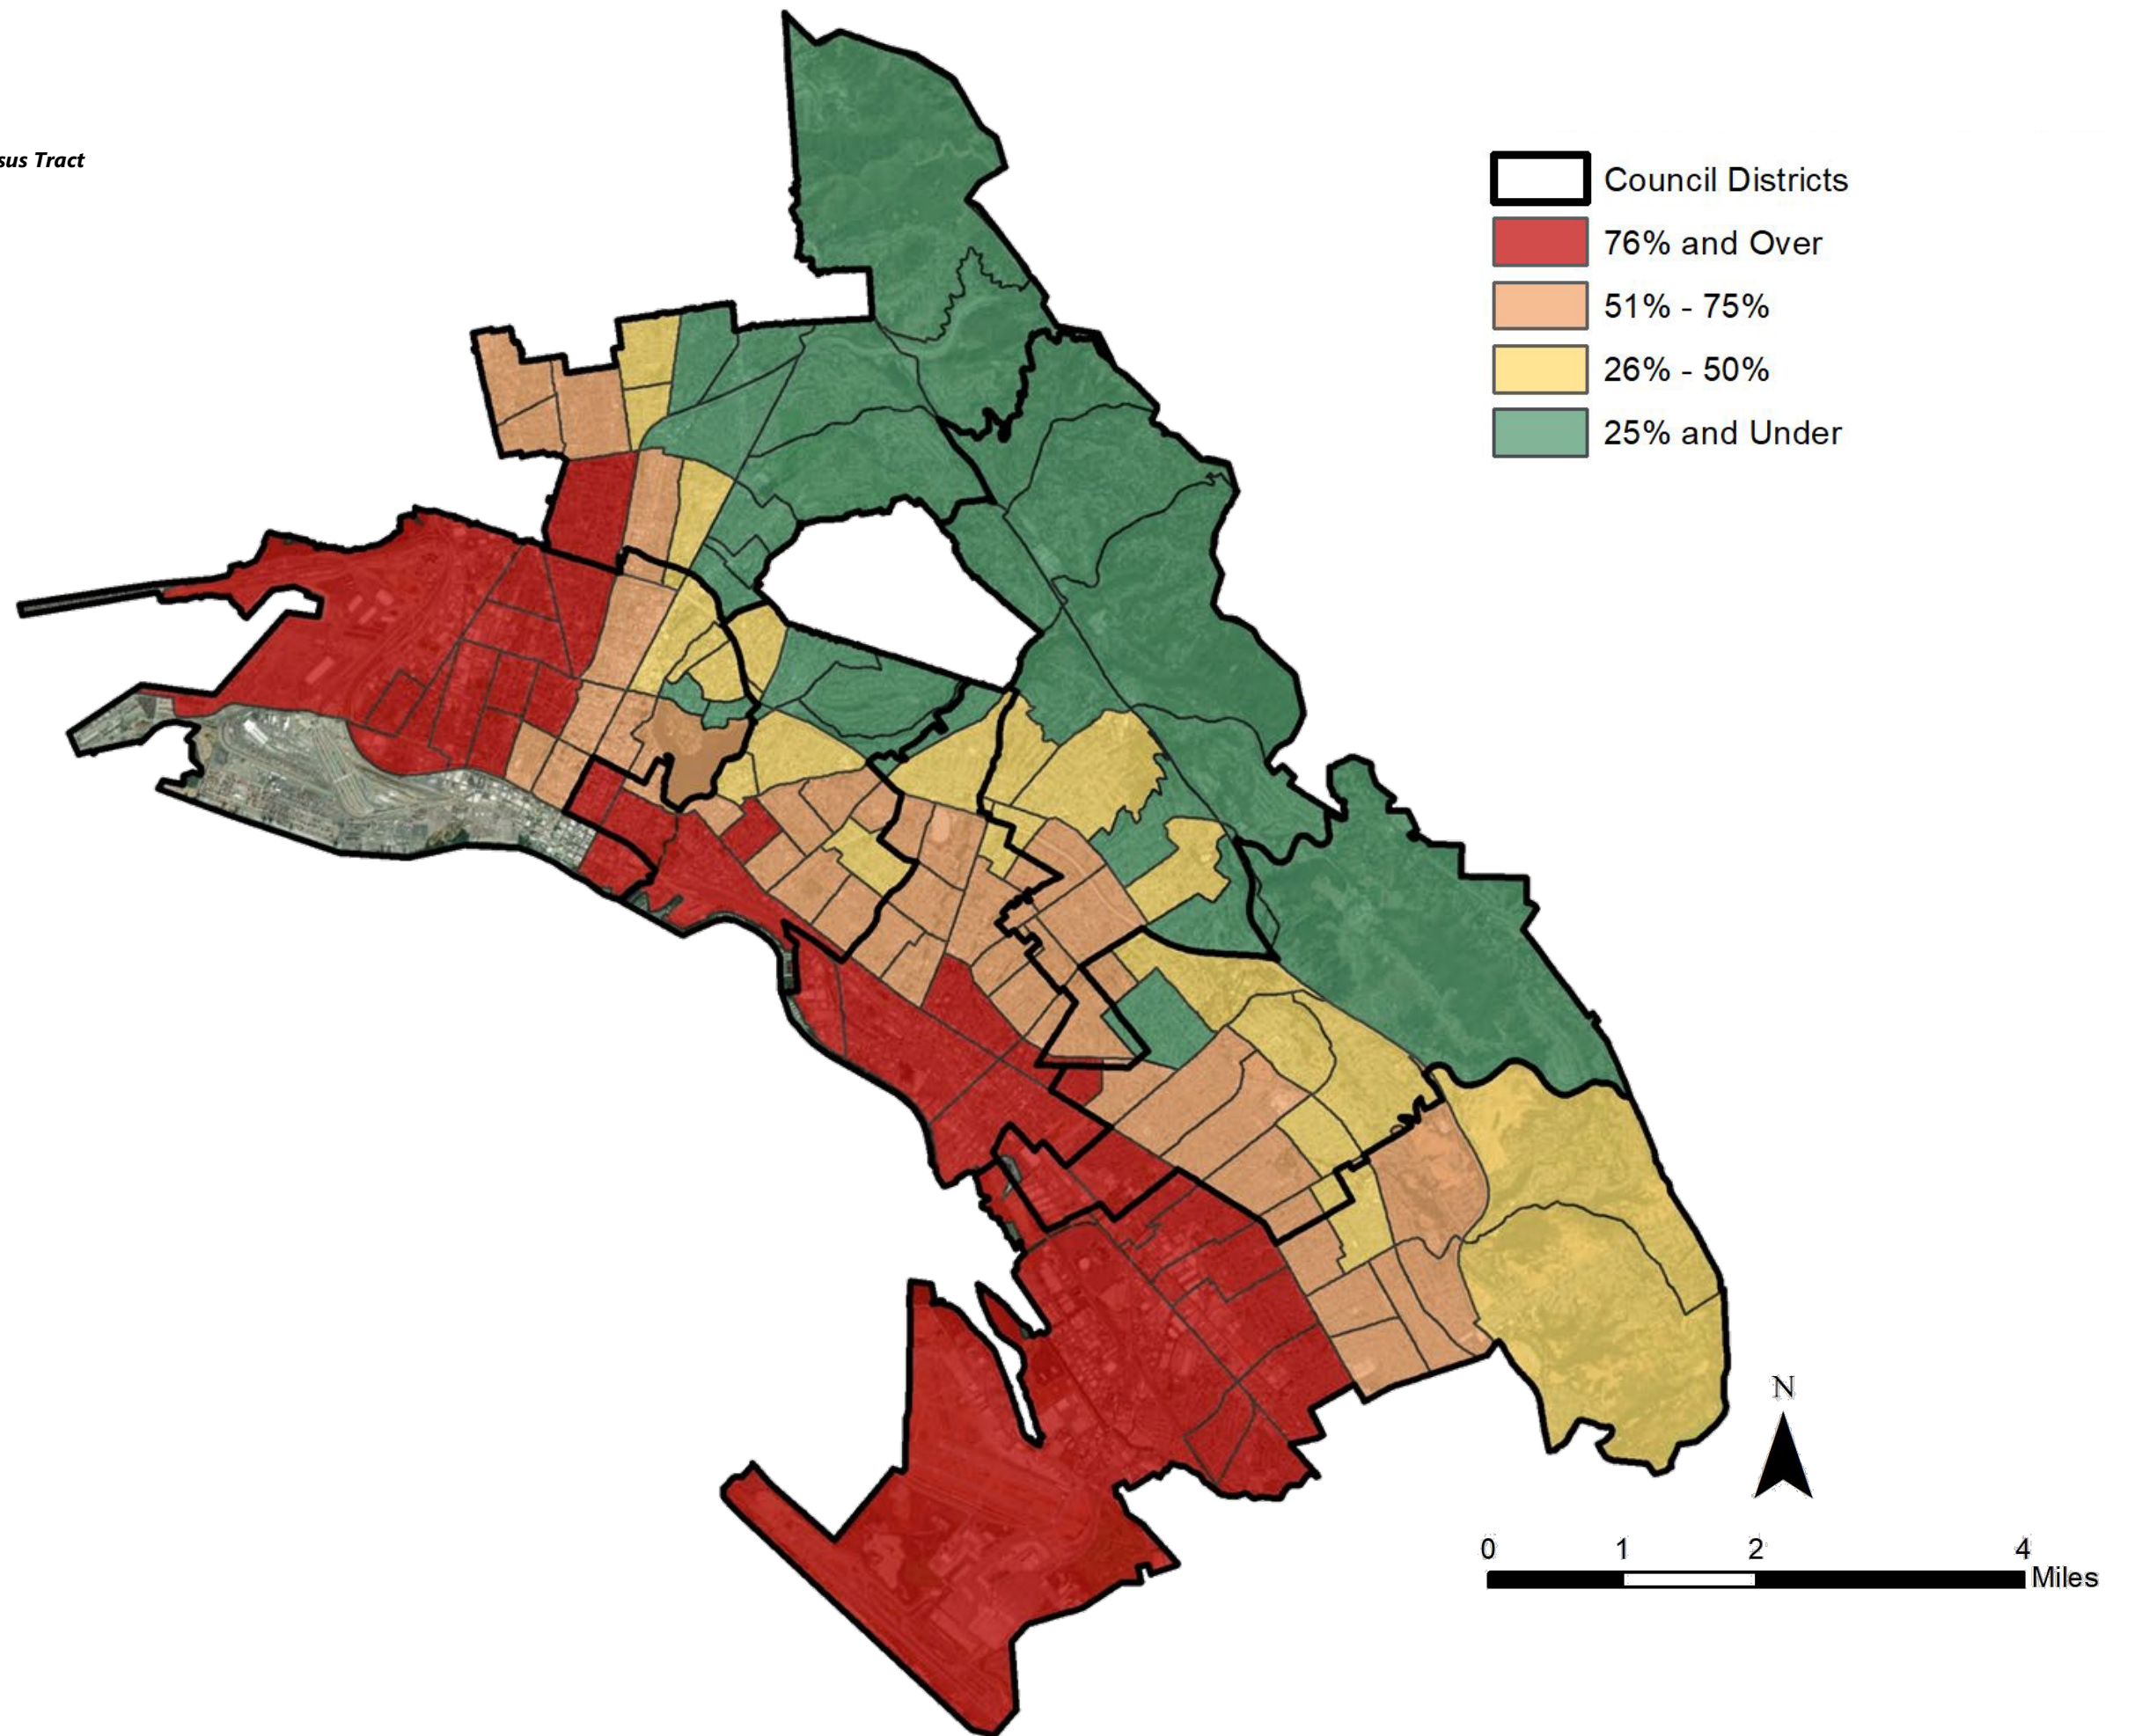 sus Tract
Council Districts
76% and Over
51% - 75%
26% - 50%
25% and Under
N
0 1 2 4
Miles